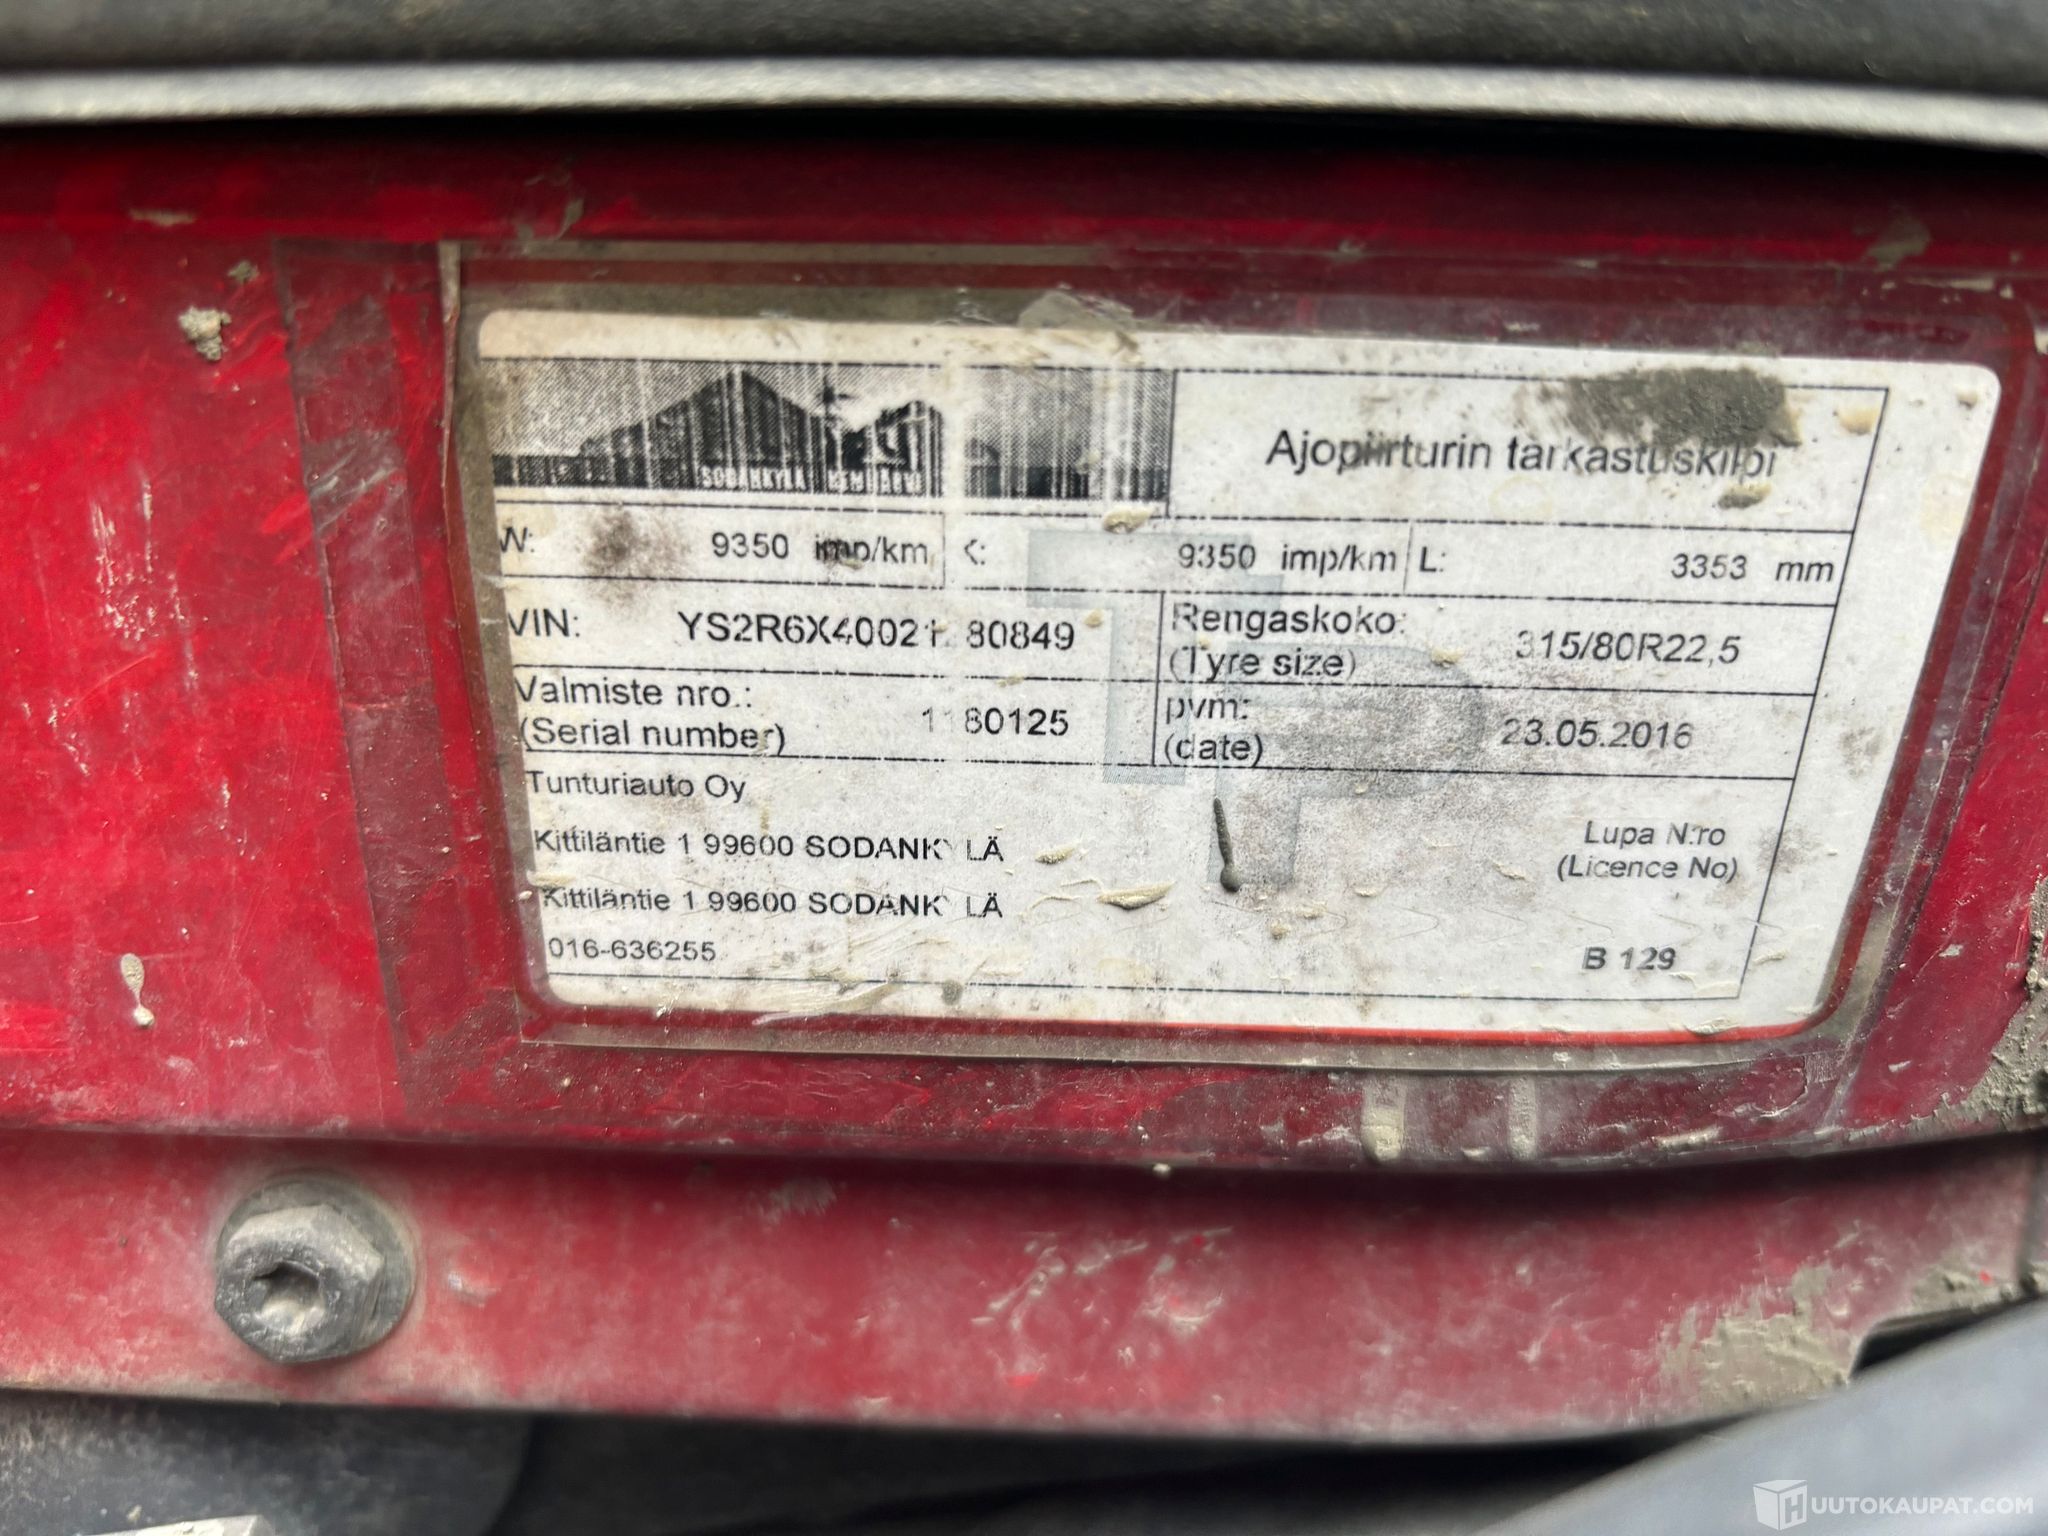 SODANKYLÄ
Ajopiirturin tarkastuskilpi
W: 9350 imp/km K: 9350 imp/km L: 3353 mm
VIN: Rengaskoko: 315/80R22,5
(Tyre size)
Valmiste nro.: 1180125 pvm: 23.05.2016
(Serial number) (date)
Tunturiauto Oy
Kittiläntie 1 99600 SODANKYLÄ
Lupa N:ro
(Licence No)
Kittiläntie 1 99600 SODANKYLÄ
016-636255 B 129
HUUTOKAUPAT.COM